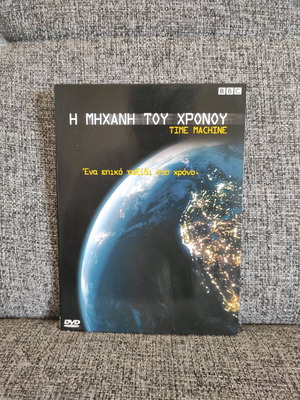 BBC
Η ΜΗΧΑΝΗ ΤΟΥ ΧΡΟΝΟΥ
TIME MACHINE
Ένα επικό ταξίδι στο χρόνο.
DVD